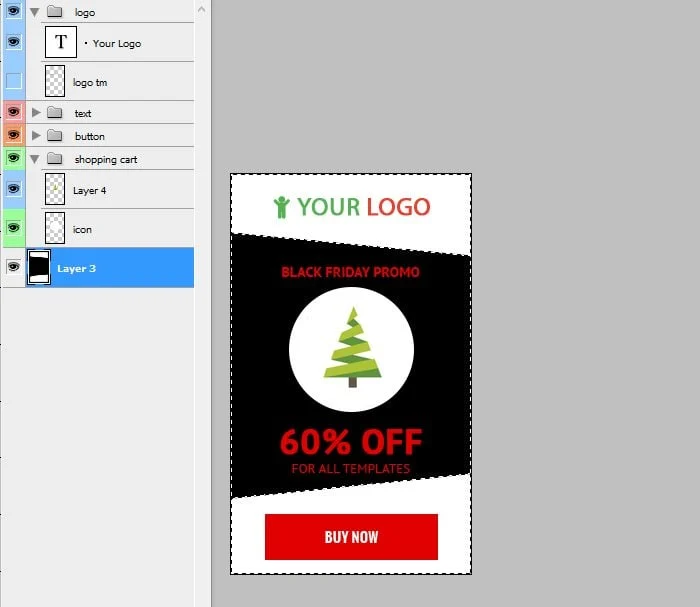 logo
T
Your Logo
logo tm
text
button
shopping cart
Layer 4
icon
Layer 3
YOUR LOGO
BLACK FRIDAY PROMO
60% OFF
FOR ALL TEMPLATES
BUY NOW